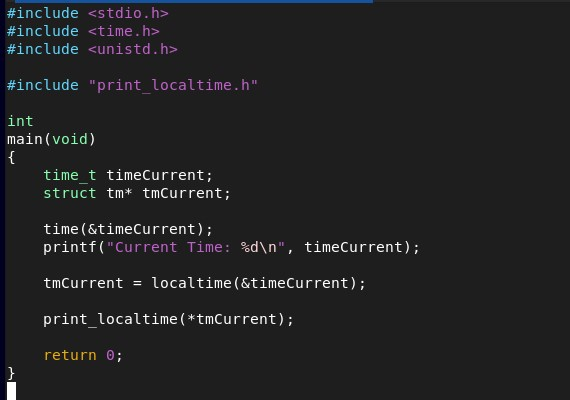 #include <stdio.h>
#include <time.h>
#include <unistd.h>
#include "print_localtime.h"
int
main(void)
{
    time_t timeCurrent;
    struct tm* tmCurrent;
    time(&timeCurrent);
    printf("Current Time: %d\n", timeCurrent);
    tmCurrent = localtime(&timeCurrent);
    print_localtime(*tmCurrent);
    return 0;
}